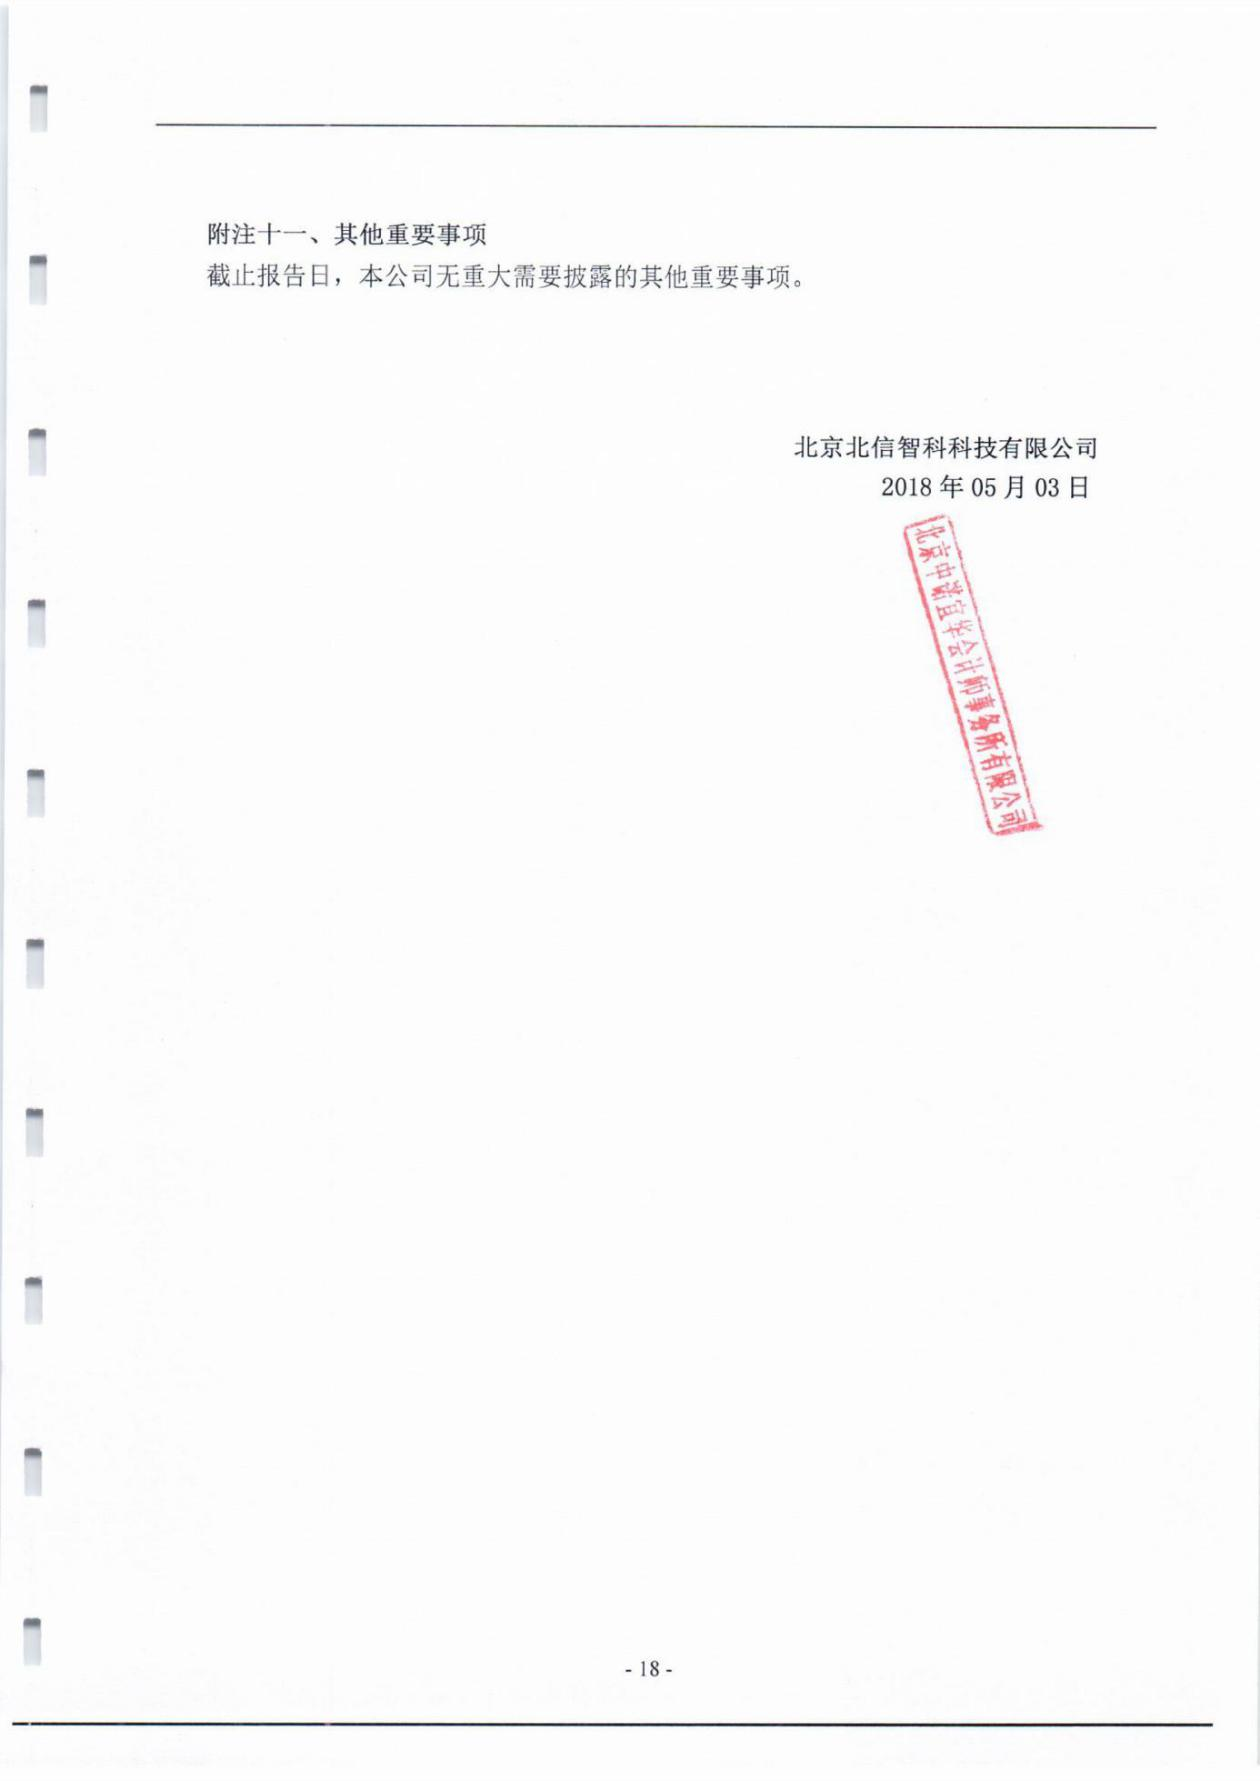 附注十一、其他重要事项
截止报告日，本公司无重大需要披露的其他重要事项。
北京北信智科科技有限公司
2018 年 05 月 03 日
北京中诺宜华会计师事务所有限公司
- 18 -